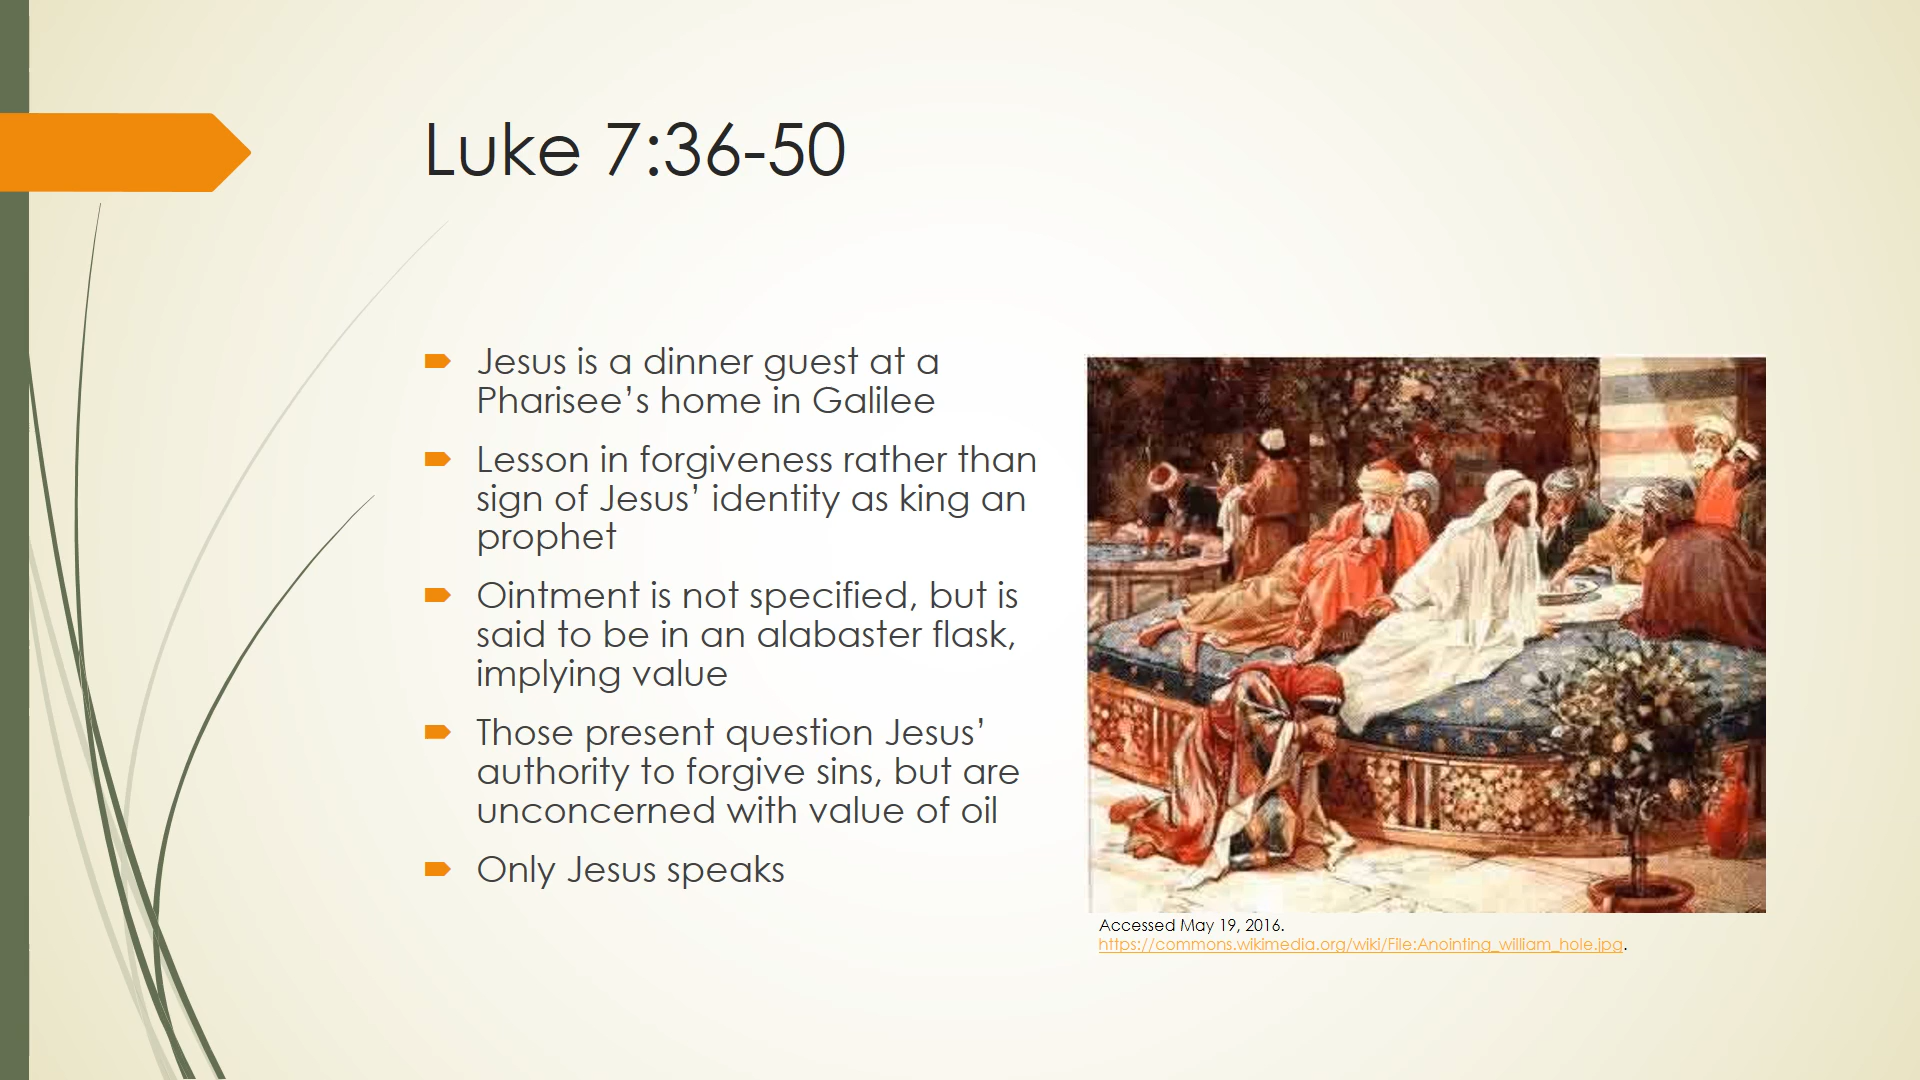 Luke 7:36-50
Jesus is a dinner guest at a
Pharisee’s home in Galilee
Lesson in forgiveness rather than
sign of Jesus’ identity as king an
prophet
Ointment is not specified, but is
said to be in an alabaster flask,
implying value
Those present question Jesus’
authority to forgive sins, but are
unconcerned with value of oil
Only Jesus speaks
Accessed May 19, 2016.
https://commons.wikimedia.org/wiki/File:Anointing_william_hole.jpg.